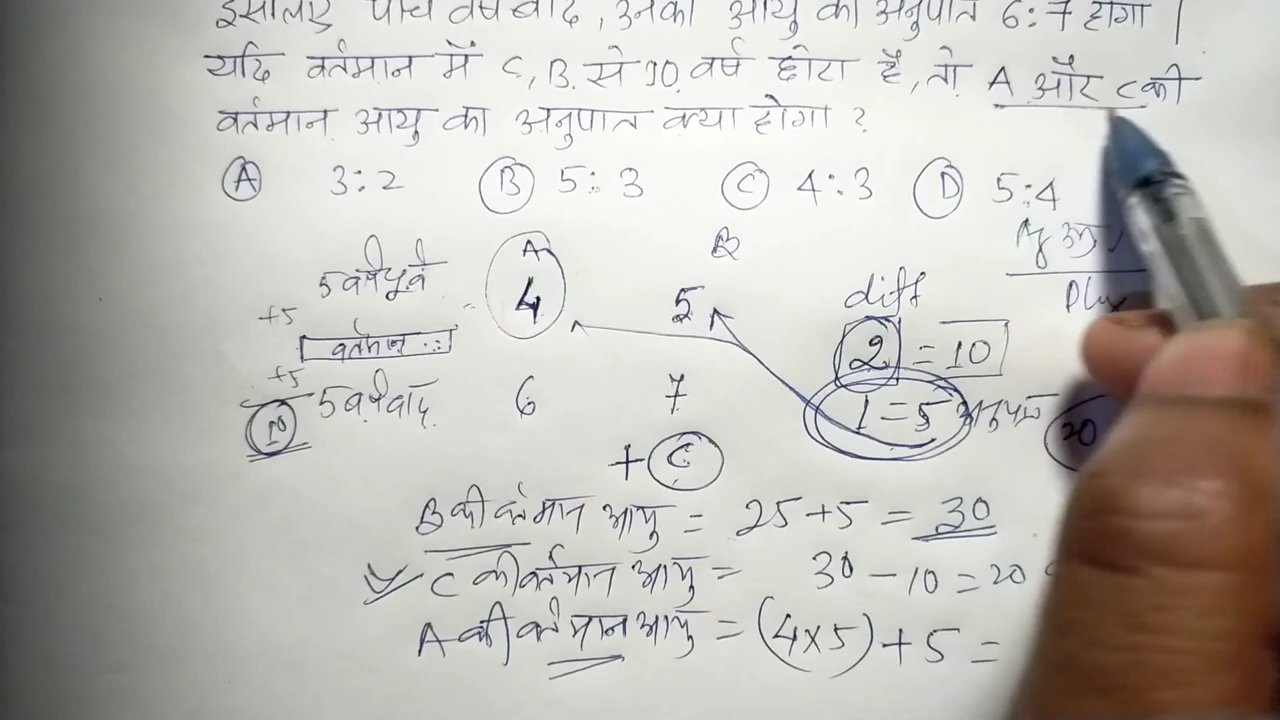 इसलिए पांच वर्ष बाद, उनकी आयु का अनुपात 6:7 होगा |
यदि वर्तमान में C, B से 10 वर्ष छोटा है, तो A और C की
वर्तमान आयु का अनुपात क्या होगा ?
(A) 3:2 (B) 5:3 (C) 4:3 (D) 5:4
A B
5 वर्ष पूर्व 4 5 diff
+5
वर्तमान 2 = 10
+5
5 वर्ष बाद 6 7 1 = 5
10 20
+ C
B की वर्तमान आयु = 25 + 5 = 30
C की वर्तमान आयु = 30 - 10 = 20
A की वर्तमान आयु = (4×5) + 5 =